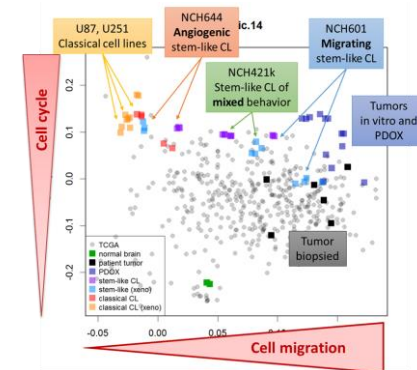 U87, U251
Classical cell lines
NCH644
Angiogenic
stem-like CL
ic.14
NCH601
Migrating
stem-like CL
NCH421k
Stem-like CL of
mixed behavior
Tumors
in vitro and
PDOX
Tumor
biopsed
Cell cycle
0.2
0.1
0.0
-0.1
-0.2
TCGA
normal brain
patient tumor
PDOX
stem-like CL
stem-like (xeno)
classical CL
classical CL (xeno)
-0.05
0.00
0.05
Cell migration